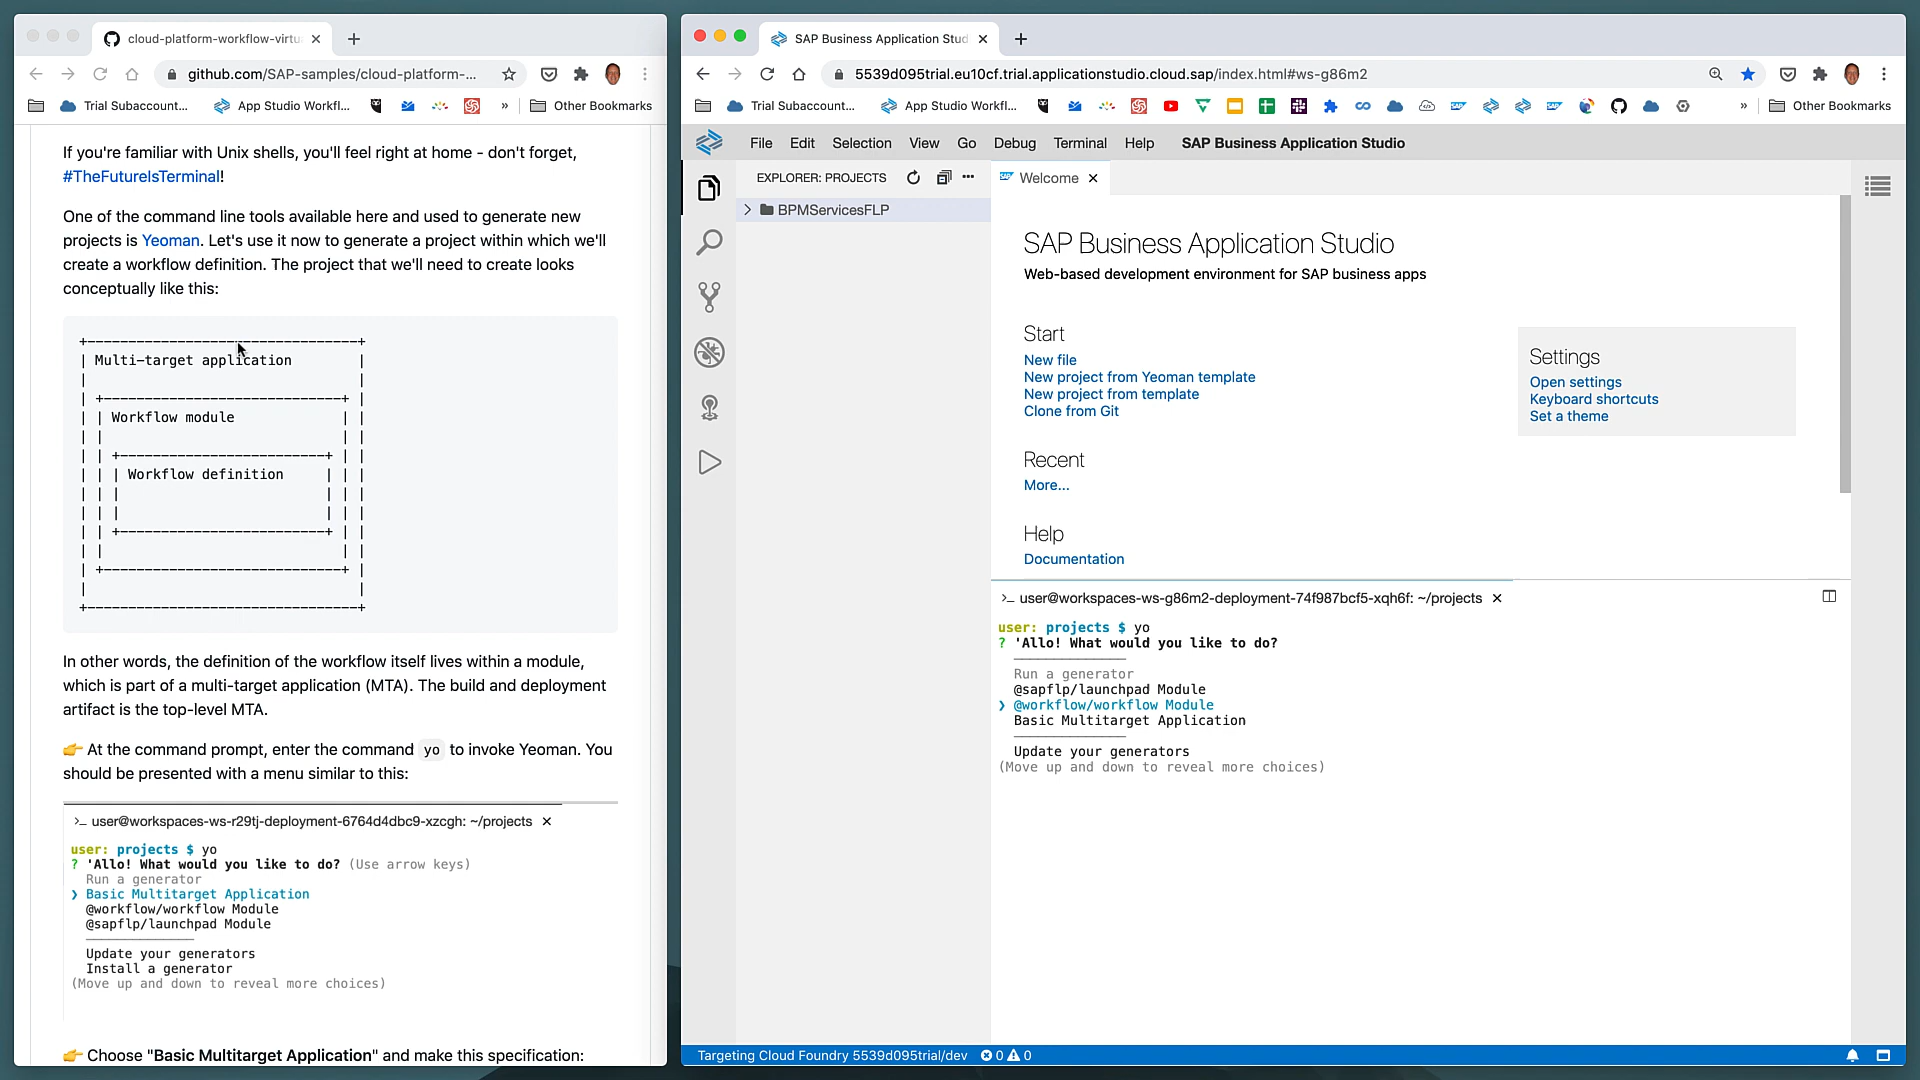 cloud-platform-workflow-virtu
github.com/SAP-samples/cloud-platform-...
Trial Subaccount...
App Studio Workfl...
»
Other Bookmarks
If you're familiar with Unix shells, you'll feel right at home - don't forget,
#TheFutureIsTerminal!
One of the command line tools available here and used to generate new
projects is Yeoman. Let's use it now to generate a project within which we'll
create a workflow definition. The project that we'll need to create looks
conceptually like this:
Multi-target application
Workflow module
Workflow definition
In other words, the definition of the workflow itself lives within a module,
which is part of a multi-target application (MTA). The build and deployment
artifact is the top-level MTA.
👉 At the command prompt, enter the command yo to invoke Yeoman. You
should be presented with a menu similar to this:
>_ user@workspaces-ws-r29tj-deployment-6764d4dbc9-xzcgh: ~/projects ×
user: projects $ yo
? 'Allo! What would you like to do? (Use arrow keys)
Run a generator
❯ Basic Multitarget Application
@workflow/workflow Module
@sapflp/launchpad Module
Update your generators
Install a generator
(Move up and down to reveal more choices)
👉 Choose "Basic Multitarget Application" and make this specification:
SAP Business Application Stud
5539d095trial.eu10cf.trial.applicationstudio.cloud.sap/index.html#ws-g86m2
Trial Subaccount...
App Studio Workfl...
»
Other Bookmarks
File Edit Selection View Go Debug Terminal Help SAP Business Application Studio
EXPLORER: PROJECTS
BPMServicesFLP
SAP Welcome ×
SAP Business Application Studio
Web-based development environment for SAP business apps
Start
New file
New project from Yeoman template
New project from template
Clone from Git
Recent
More...
Help
Documentation
Settings
Open settings
Keyboard shortcuts
Set a theme
>_ user@workspaces-ws-g86m2-deployment-74f987bcf5-xqh6f: ~/projects ×
user: projects $ yo
? 'Allo! What would you like to do?
Run a generator
@sapflp/launchpad Module
❯ @workflow/workflow Module
Basic Multitarget Application
Update your generators
(Move up and down to reveal more choices)
Targeting Cloud Foundry 5539d095trial/dev 0 0